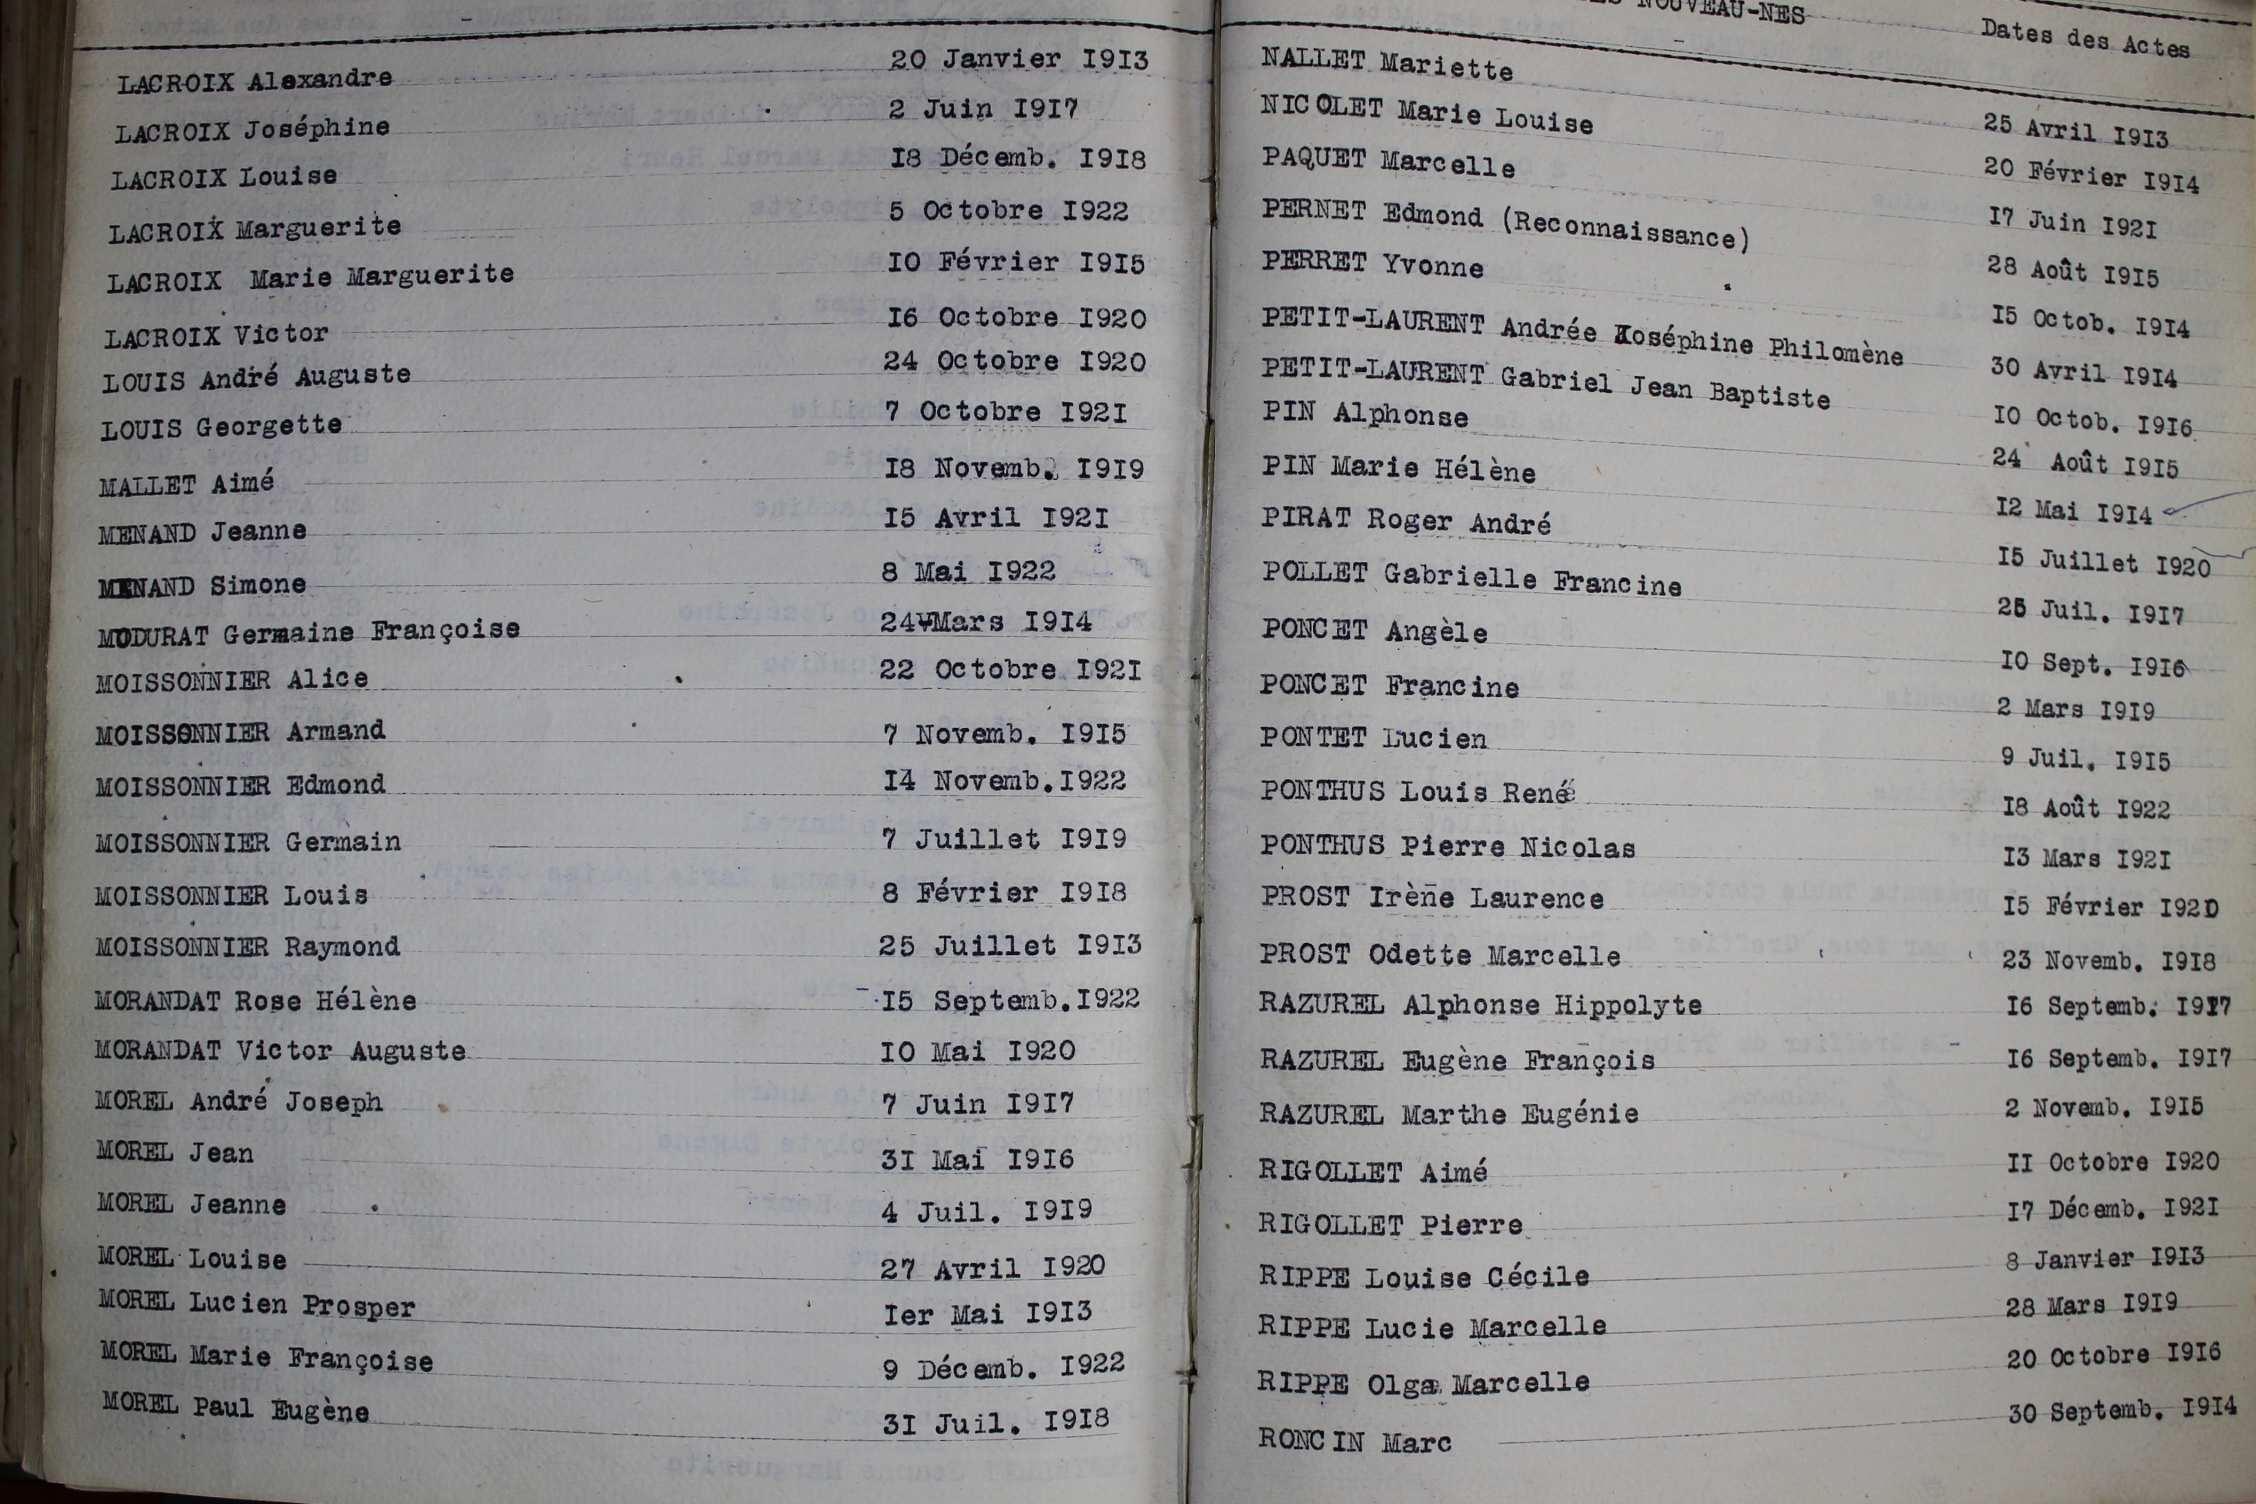 LACROIX Alexandre 20 Janvier I9I3
LACROIX Joséphine 2 Juin I9I7
LACROIX Louise I8 Décemb. I9I8
LACROIX Marguerite 5 Octobre I922
LACROIX Marie Marguerite I0 Février I9I5
LACROIX Victor I6 Octobre I920
LOUIS André Auguste 24 Octobre I920
LOUIS Georgette 7 Octobre I92I
MALLET Aimé I8 Novemb. I9I9
MENAND Jeanne I5 Avril I92I
MENAND Simone 8 Mai I922
MODURAT Germaine Françoise 24 Mars I9I4
MOISSONNIER Alice 22 Octobre I92I
MOISSONNIER Armand 7 Novemb. I9I5
MOISSONNIER Edmond I4 Novemb.I922
MOISSONNIER Germain 7 Juillet I9I9
MOISSONNIER Louis 8 Février I9I8
MOISSONNIER Raymond 25 Juillet I9I3
MORANDAT Rose Hélène I5 Septemb.I922
MORANDAT Victor Auguste I0 Mai I920
MOREL André Joseph 7 Juin I9I7
MOREL Jean 3I Mai I9I6
MOREL Jeanne 4 Juil. I9I9
MOREL Louise 27 Avril I920
MOREL Lucien Prosper Ier Mai I9I3
MOREL Marie Françoise 9 Décemb. I922
MOREL Paul Eugène 3I Juil. I9I8
NOUVEAU-NES Dates des Actes
NALLET Mariette 25 Avril I9I3
NICOLET Marie Louise 20 Février I9I4
PAQUET Marcelle I7 Juin I92I
PERNET Edmond (Reconnaissance) 28 Août I9I5
PERRET Yvonne I5 Octob. I9I4
PETIT-LAURENT Andrée Joséphine Philomène 30 Avril I9I4
PETIT-LAURENT Gabriel Jean Baptiste I0 Octob. I9I6
PIN Alphonse 24 Août I9I5
PIN Marie Hélène I2 Mai I9I4
PIRAT Roger André I5 Juillet I920
POLLET Gabrielle Francine Juil. I9I7
PONCET Angèle I0 Sept. I9I6
PONCET Francine 2 Mars I9I9
PONTET Lucien 9 Juil. I9I5
PONTHUS Louis René I8 Août I922
PONTHUS Pierre Nicolas I3 Mars I92I
PROST Irène Laurence I5 Février
PROST Odette Marcelle 23 Novemb. I9I8
RAZUREL Alphonse Hippolyte I6 Septemb. I9I7
RAZUREL Eugène François I6 Septemb. I9I7
RAZUREL Marthe Eugénie 2 Novemb. I9I5
RIGOLLET Aimé II Octobre I920
RIGOLLET Pierre I7 Décemb. I92I
RIPPE Louise Cécile 8 Janvier I9I3
RIPPE Lucie Marcelle 28 Mars I9I9
RIPPE Olga Marcelle 20 Octobre I9I6
RONCIN Marc 30 Septemb. I9I4